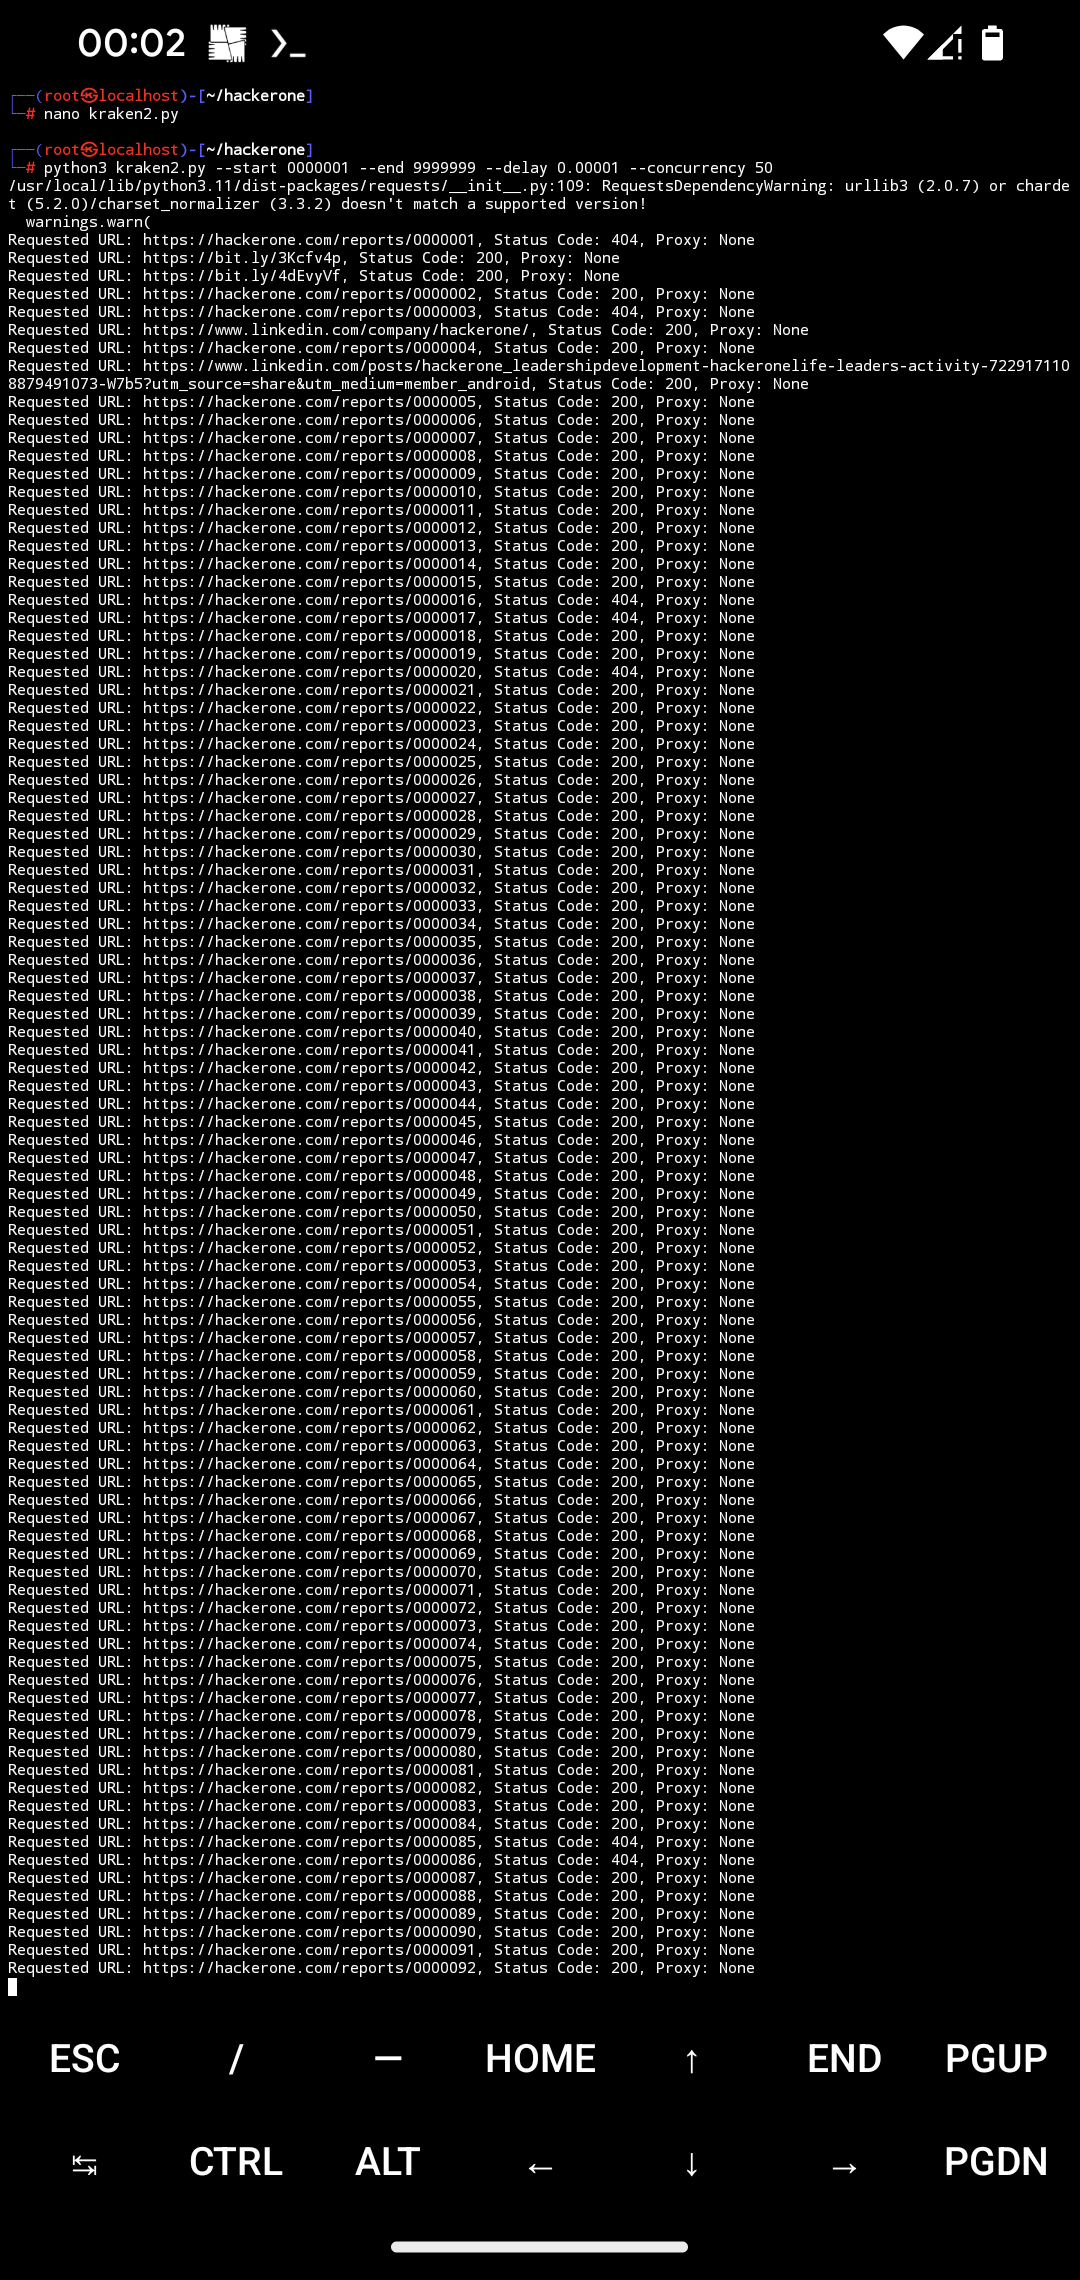 00:02
┌──(root㉿localhost)-[~/hackerone]
└─# nano kraken2.py
┌──(root㉿localhost)-[~/hackerone]
└─# python3 kraken2.py --start 0000001 --end 9999999 --delay 0.00001 --concurrency 50
/usr/local/lib/python3.11/dist-packages/requests/__init__.py:109: RequestsDependencyWarning: urllib3 (2.0.7) or charde
t (5.2.0)/charset_normalizer (3.3.2) doesn't match a supported version!
  warnings.warn(
Requested URL: https://hackerone.com/reports/0000001, Status Code: 404, Proxy: None
Requested URL: https://bit.ly/3Kcfv4p, Status Code: 200, Proxy: None
Requested URL: https://bit.ly/4dEvyVf, Status Code: 200, Proxy: None
Requested URL: https://hackerone.com/reports/0000002, Status Code: 200, Proxy: None
Requested URL: https://hackerone.com/reports/0000003, Status Code: 404, Proxy: None
Requested URL: https://www.linkedin.com/company/hackerone/, Status Code: 200, Proxy: None
Requested URL: https://hackerone.com/reports/0000004, Status Code: 200, Proxy: None
Requested URL: https://www.linkedin.com/posts/hackerone_leadershipdevelopment-hackeronelife-leaders-activity-722917110
8879491073-W7b5?utm_source=share&utm_medium=member_android, Status Code: 200, Proxy: None
Requested URL: https://hackerone.com/reports/0000005, Status Code: 200, Proxy: None
Requested URL: https://hackerone.com/reports/0000006, Status Code: 200, Proxy: None
Requested URL: https://hackerone.com/reports/0000007, Status Code: 200, Proxy: None
Requested URL: https://hackerone.com/reports/0000008, Status Code: 200, Proxy: None
Requested URL: https://hackerone.com/reports/0000009, Status Code: 200, Proxy: None
Requested URL: https://hackerone.com/reports/0000010, Status Code: 200, Proxy: None
Requested URL: https://hackerone.com/reports/0000011, Status Code: 200, Proxy: None
Requested URL: https://hackerone.com/reports/0000012, Status Code: 200, Proxy: None
Requested URL: https://hackerone.com/reports/0000013, Status Code: 200, Proxy: None
Requested URL: https://hackerone.com/reports/0000014, Status Code: 200, Proxy: None
Requested URL: https://hackerone.com/reports/0000015, Status Code: 200, Proxy: None
Requested URL: https://hackerone.com/reports/0000016, Status Code: 404, Proxy: None
Requested URL: https://hackerone.com/reports/0000017, Status Code: 404, Proxy: None
Requested URL: https://hackerone.com/reports/0000018, Status Code: 200, Proxy: None
Requested URL: https://hackerone.com/reports/0000019, Status Code: 200, Proxy: None
Requested URL: https://hackerone.com/reports/0000020, Status Code: 404, Proxy: None
Requested URL: https://hackerone.com/reports/0000021, Status Code: 200, Proxy: None
Requested URL: https://hackerone.com/reports/0000022, Status Code: 200, Proxy: None
Requested URL: https://hackerone.com/reports/0000023, Status Code: 200, Proxy: None
Requested URL: https://hackerone.com/reports/0000024, Status Code: 200, Proxy: None
Requested URL: https://hackerone.com/reports/0000025, Status Code: 200, Proxy: None
Requested URL: https://hackerone.com/reports/0000026, Status Code: 200, Proxy: None
Requested URL: https://hackerone.com/reports/0000027, Status Code: 200, Proxy: None
Requested URL: https://hackerone.com/reports/0000028, Status Code: 200, Proxy: None
Requested URL: https://hackerone.com/reports/0000029, Status Code: 200, Proxy: None
Requested URL: https://hackerone.com/reports/0000030, Status Code: 200, Proxy: None
Requested URL: https://hackerone.com/reports/0000031, Status Code: 200, Proxy: None
Requested URL: https://hackerone.com/reports/0000032, Status Code: 200, Proxy: None
Requested URL: https://hackerone.com/reports/0000033, Status Code: 200, Proxy: None
Requested URL: https://hackerone.com/reports/0000034, Status Code: 200, Proxy: None
Requested URL: https://hackerone.com/reports/0000035, Status Code: 200, Proxy: None
Requested URL: https://hackerone.com/reports/0000036, Status Code: 200, Proxy: None
Requested URL: https://hackerone.com/reports/0000037, Status Code: 200, Proxy: None
Requested URL: https://hackerone.com/reports/0000038, Status Code: 200, Proxy: None
Requested URL: https://hackerone.com/reports/0000039, Status Code: 200, Proxy: None
Requested URL: https://hackerone.com/reports/0000040, Status Code: 200, Proxy: None
Requested URL: https://hackerone.com/reports/0000041, Status Code: 200, Proxy: None
Requested URL: https://hackerone.com/reports/0000042, Status Code: 200, Proxy: None
Requested URL: https://hackerone.com/reports/0000043, Status Code: 200, Proxy: None
Requested URL: https://hackerone.com/reports/0000044, Status Code: 200, Proxy: None
Requested URL: https://hackerone.com/reports/0000045, Status Code: 200, Proxy: None
Requested URL: https://hackerone.com/reports/0000046, Status Code: 200, Proxy: None
Requested URL: https://hackerone.com/reports/0000047, Status Code: 200, Proxy: None
Requested URL: https://hackerone.com/reports/0000048, Status Code: 200, Proxy: None
Requested URL: https://hackerone.com/reports/0000049, Status Code: 200, Proxy: None
Requested URL: https://hackerone.com/reports/0000050, Status Code: 200, Proxy: None
Requested URL: https://hackerone.com/reports/0000051, Status Code: 200, Proxy: None
Requested URL: https://hackerone.com/reports/0000052, Status Code: 200, Proxy: None
Requested URL: https://hackerone.com/reports/0000053, Status Code: 200, Proxy: None
Requested URL: https://hackerone.com/reports/0000054, Status Code: 200, Proxy: None
Requested URL: https://hackerone.com/reports/0000055, Status Code: 200, Proxy: None
Requested URL: https://hackerone.com/reports/0000056, Status Code: 200, Proxy: None
Requested URL: https://hackerone.com/reports/0000057, Status Code: 200, Proxy: None
Requested URL: https://hackerone.com/reports/0000058, Status Code: 200, Proxy: None
Requested URL: https://hackerone.com/reports/0000059, Status Code: 200, Proxy: None
Requested URL: https://hackerone.com/reports/0000060, Status Code: 200, Proxy: None
Requested URL: https://hackerone.com/reports/0000061, Status Code: 200, Proxy: None
Requested URL: https://hackerone.com/reports/0000062, Status Code: 200, Proxy: None
Requested URL: https://hackerone.com/reports/0000063, Status Code: 200, Proxy: None
Requested URL: https://hackerone.com/reports/0000064, Status Code: 200, Proxy: None
Requested URL: https://hackerone.com/reports/0000065, Status Code: 200, Proxy: None
Requested URL: https://hackerone.com/reports/0000066, Status Code: 200, Proxy: None
Requested URL: https://hackerone.com/reports/0000067, Status Code: 200, Proxy: None
Requested URL: https://hackerone.com/reports/0000068, Status Code: 200, Proxy: None
Requested URL: https://hackerone.com/reports/0000069, Status Code: 200, Proxy: None
Requested URL: https://hackerone.com/reports/0000070, Status Code: 200, Proxy: None
Requested URL: https://hackerone.com/reports/0000071, Status Code: 200, Proxy: None
Requested URL: https://hackerone.com/reports/0000072, Status Code: 200, Proxy: None
Requested URL: https://hackerone.com/reports/0000073, Status Code: 200, Proxy: None
Requested URL: https://hackerone.com/reports/0000074, Status Code: 200, Proxy: None
Requested URL: https://hackerone.com/reports/0000075, Status Code: 200, Proxy: None
Requested URL: https://hackerone.com/reports/0000076, Status Code: 200, Proxy: None
Requested URL: https://hackerone.com/reports/0000077, Status Code: 200, Proxy: None
Requested URL: https://hackerone.com/reports/0000078, Status Code: 200, Proxy: None
Requested URL: https://hackerone.com/reports/0000079, Status Code: 200, Proxy: None
Requested URL: https://hackerone.com/reports/0000080, Status Code: 200, Proxy: None
Requested URL: https://hackerone.com/reports/0000081, Status Code: 200, Proxy: None
Requested URL: https://hackerone.com/reports/0000082, Status Code: 200, Proxy: None
Requested URL: https://hackerone.com/reports/0000083, Status Code: 200, Proxy: None
Requested URL: https://hackerone.com/reports/0000084, Status Code: 200, Proxy: None
Requested URL: https://hackerone.com/reports/0000085, Status Code: 404, Proxy: None
Requested URL: https://hackerone.com/reports/0000086, Status Code: 404, Proxy: None
Requested URL: https://hackerone.com/reports/0000087, Status Code: 200, Proxy: None
Requested URL: https://hackerone.com/reports/0000088, Status Code: 200, Proxy: None
Requested URL: https://hackerone.com/reports/0000089, Status Code: 200, Proxy: None
Requested URL: https://hackerone.com/reports/0000090, Status Code: 200, Proxy: None
Requested URL: https://hackerone.com/reports/0000091, Status Code: 200, Proxy: None
Requested URL: https://hackerone.com/reports/0000092, Status Code: 200, Proxy: None
ESC / — HOME ↑ END PGUP
↹ CTRL ALT ← ↓ → PGDN